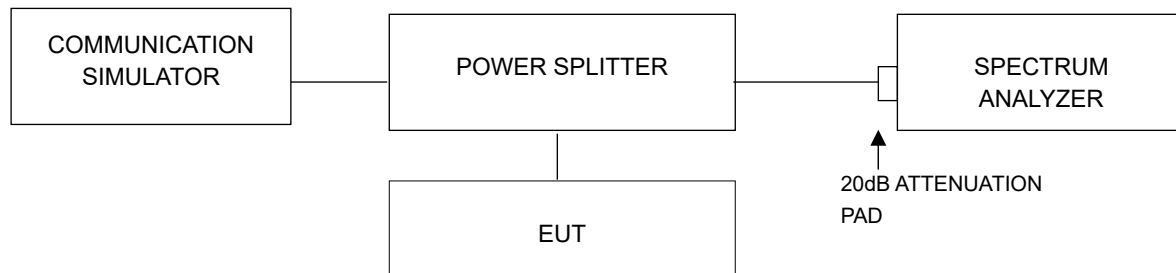 COMMUNICATION
SIMULATOR
POWER SPLITTER
SPECTRUM
ANALYZER
20dB ATTENUATION
PAD
EUT